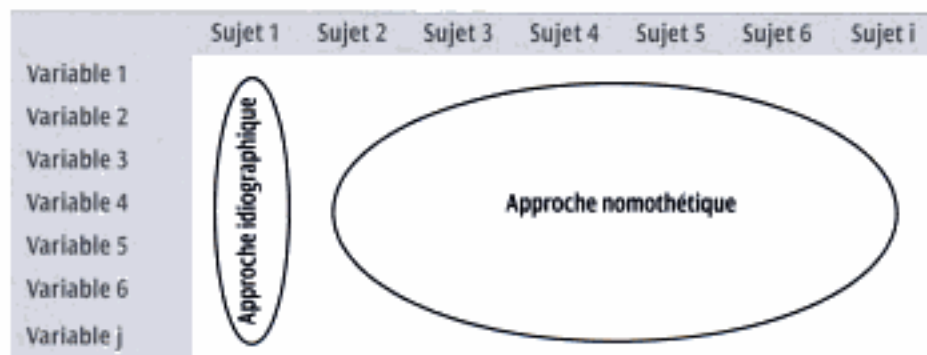 Sujet 1 Sujet 2 Sujet 3 Sujet 4 Sujet 5 Sujet 6 Sujet i
Variable 1
Variable 2
Variable 3
Variable 4
Variable 5
Variable 6
Variable j
Approche idiographique
Approche nomothétique